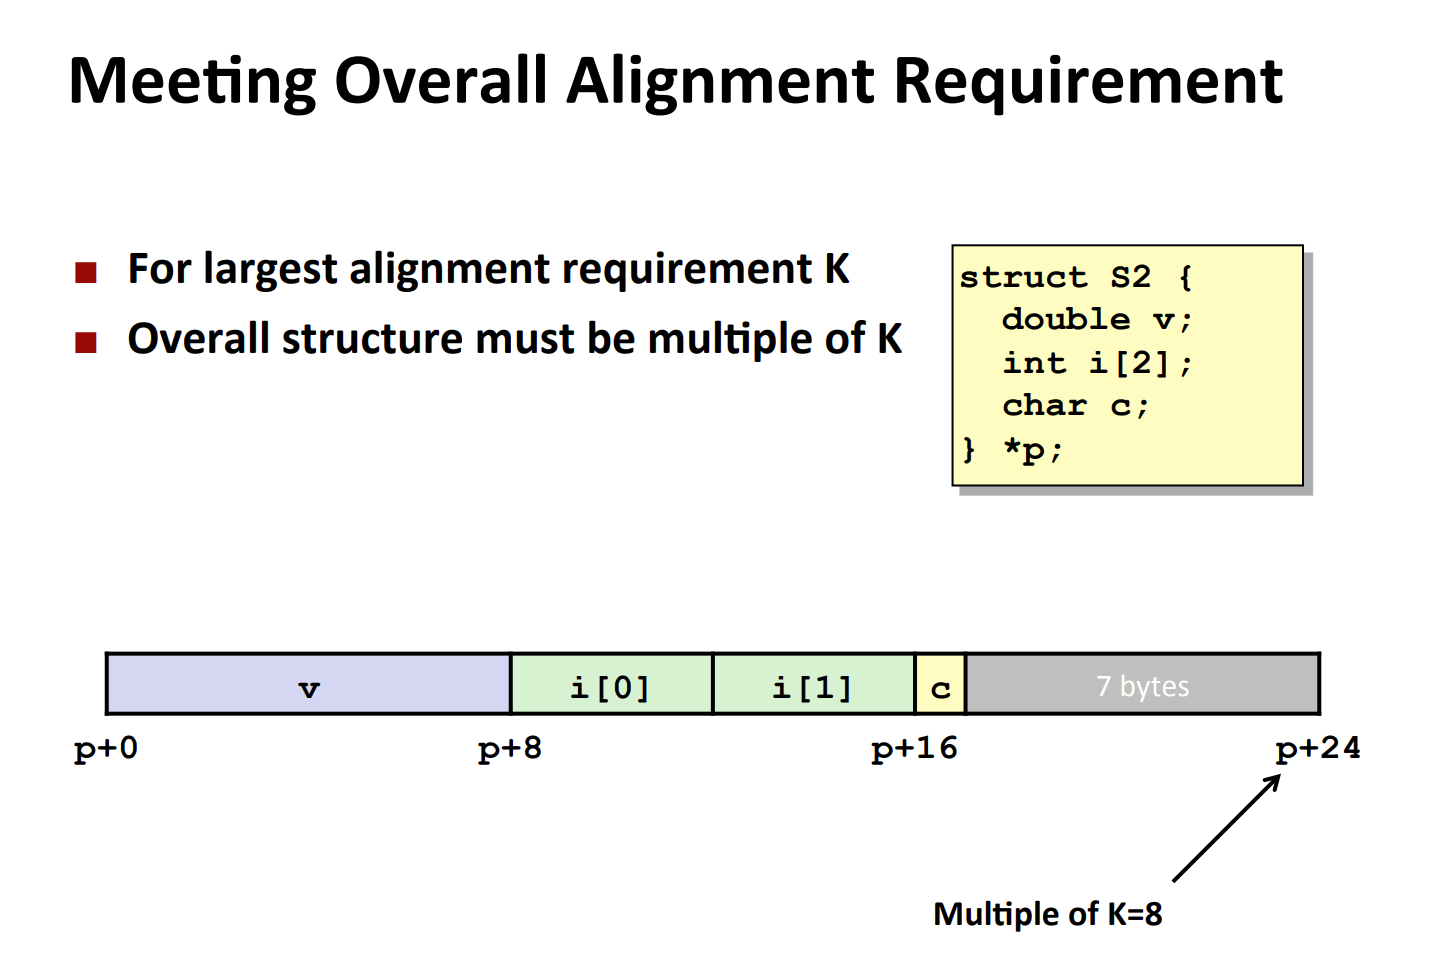 Meeting Overall Alignment Requirement
■ For largest alignment requirement K
■ Overall structure must be multiple of K
struct S2 {
  double v;
  int i[2];
  char c;
} *p;
v i[0] i[1] c 7 bytes
p+0 p+8 p+16 p+24
Multiple of K=8